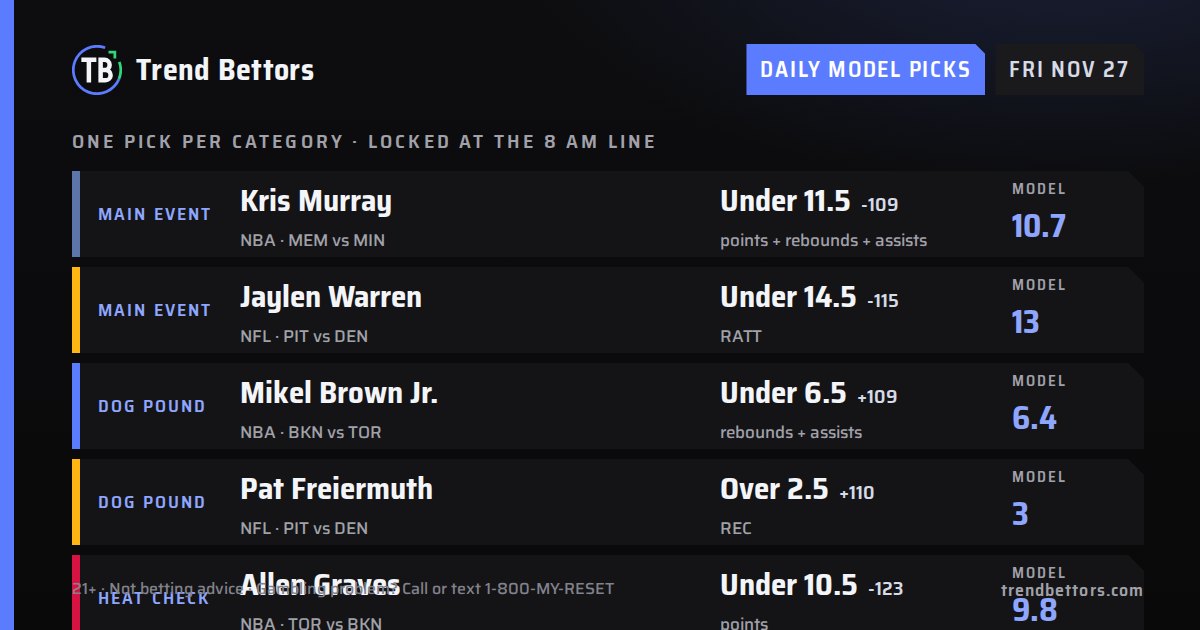 TB Trend Bettors
DAILY MODEL PICKS
FRI NOV 27
ONE PICK PER CATEGORY · LOCKED AT THE 8 AM LINE
MAIN EVENT
Kris Murray
NBA · MEM vs MIN
Under 11.5 -109
points + rebounds + assists
MODEL
10.7
MAIN EVENT
Jaylen Warren
NFL · PIT vs DEN
Under 14.5 -115
RATT
MODEL
13
DOG POUND
Mikel Brown Jr.
NBA · BKN vs TOR
Under 6.5 +109
rebounds + assists
MODEL
6.4
DOG POUND
Pat Freiermuth
NFL · PIT vs DEN
Over 2.5 +110
REC
MODEL
3
HEAT CHECK
Allen Graves
NBA · TOR vs BKN
Under 10.5 -123
points
MODEL
9.8
21+ · Not betting advice · Gambling problem? Call or text 1-800-MY-RESET
trendbettors.com